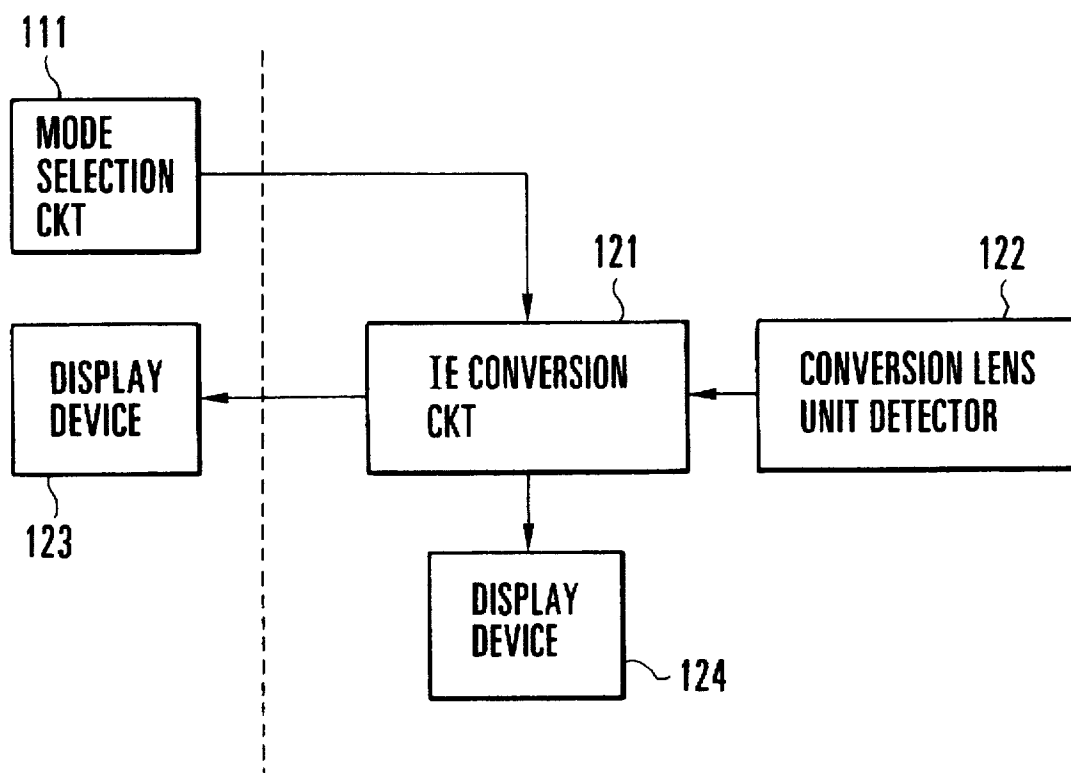 111
MODE
SELECTION
CKT
121
122
DISPLAY
DEVICE
IE CONVERSION
CKT
CONVERSION LENS
UNIT DETECTOR
123
DISPLAY
DEVICE
124